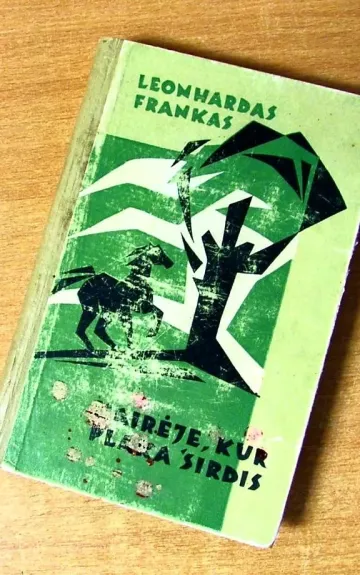 LEONHARDAS
FRANKAS
KAIRĖJE, KUR
PLAKA ŠIRDIS